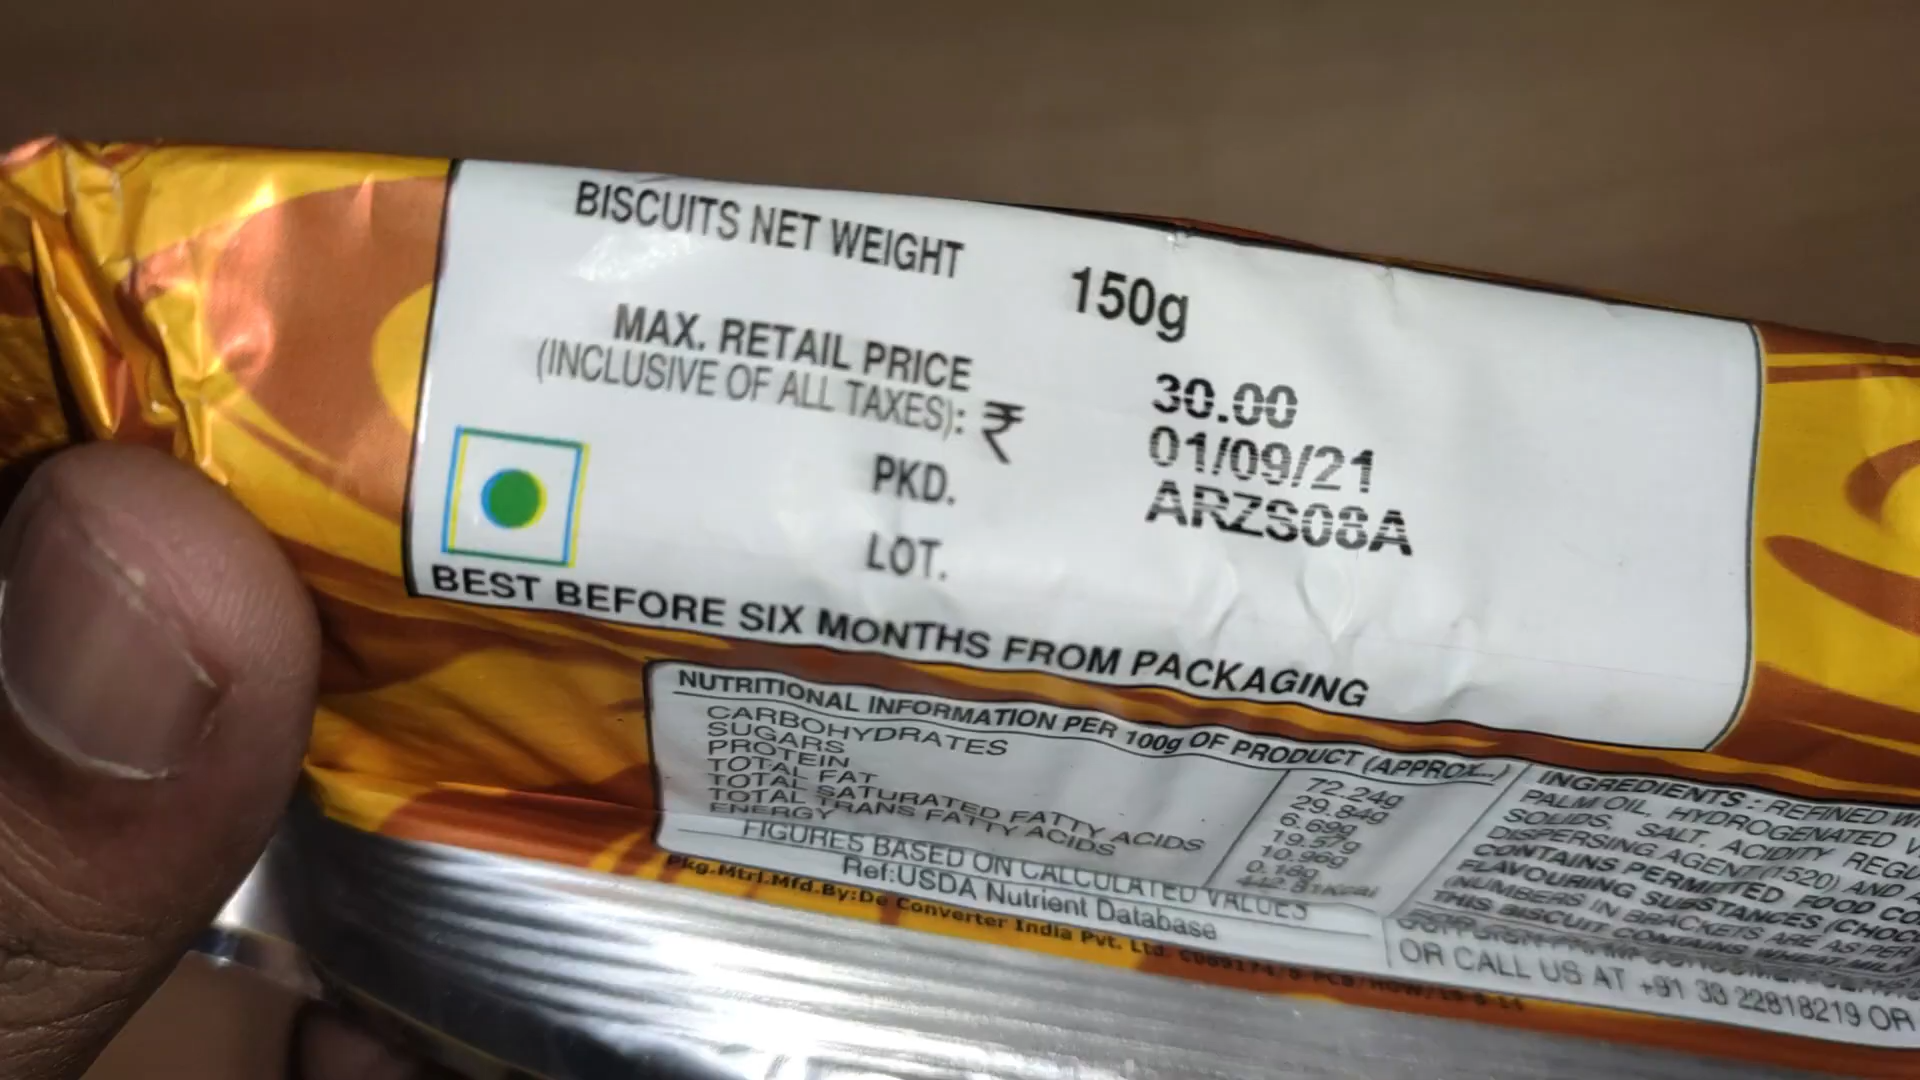 BISCUITS NET WEIGHT 150g
MAX. RETAIL PRICE
(INCLUSIVE OF ALL TAXES): ₹ 30.00
PKD. 01/09/21
LOT. ARZS08A
BEST BEFORE SIX MONTHS FROM PACKAGING
NUTRITIONAL INFORMATION PER 100g OF PRODUCT (APPROX..)
CARBOHYDRATES 72.24g
SUGARS 29.84g
PROTEIN 6.69g
TOTAL FAT 19.57g
TOTAL SATURATED FATTY ACIDS 10.96g
TOTAL TRANS FATTY ACIDS 0.18g
ENERGY
FIGURES BASED ON CALCULATED VALUES
Ref:USDA Nutrient Database
Pkg.Mtrl.Mfd.By:De Converter India Pvt. Ltd.
INGREDIENTS : REFINED
PALM OIL, HYDROGENATED
SOLIDS, SALT, ACIDITY
DISPERSING AGENT (1520) AND
CONTAINS PERMITTED FOOD
FLAVOURING SUBSTANCES
(NUMBERS IN BRACKETS ARE AS PER
THIS BISCUIT CONTAINS WHEAT, MILK
OR CALL US AT +91 33 22818219 OR